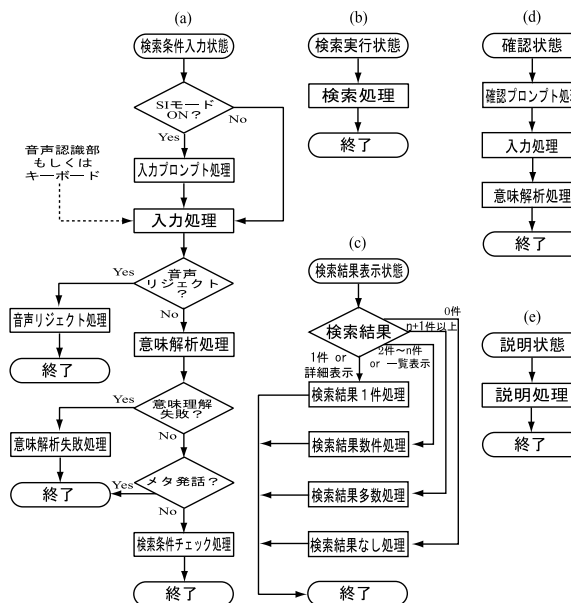 (a)
検索条件入力状態
SIモード
ON？
No
Yes
音声認識部
もしくは
キーボード
入力プロンプト処理
入力処理
音声
リジェクト
？
Yes
No
音声リジェクト処理
終了
意味解析処理
意味理解
失敗？
Yes
No
意味解析失敗処理
メタ発話？
Yes
No
終了
検索条件チェック処理
終了
(b)
検索実行状態
検索処理
終了
(c)
検索結果表示状態
検索結果
0件
n+1件以上
2件〜n件
or 一覧表示
1件 or
詳細表示
検索結果１件処理
検索結果数件処理
検索結果多数処理
検索結果なし処理
終了
(d)
確認状態
確認プロンプト処理
入力処理
意味解析処理
終了
(e)
説明状態
説明処理
終了